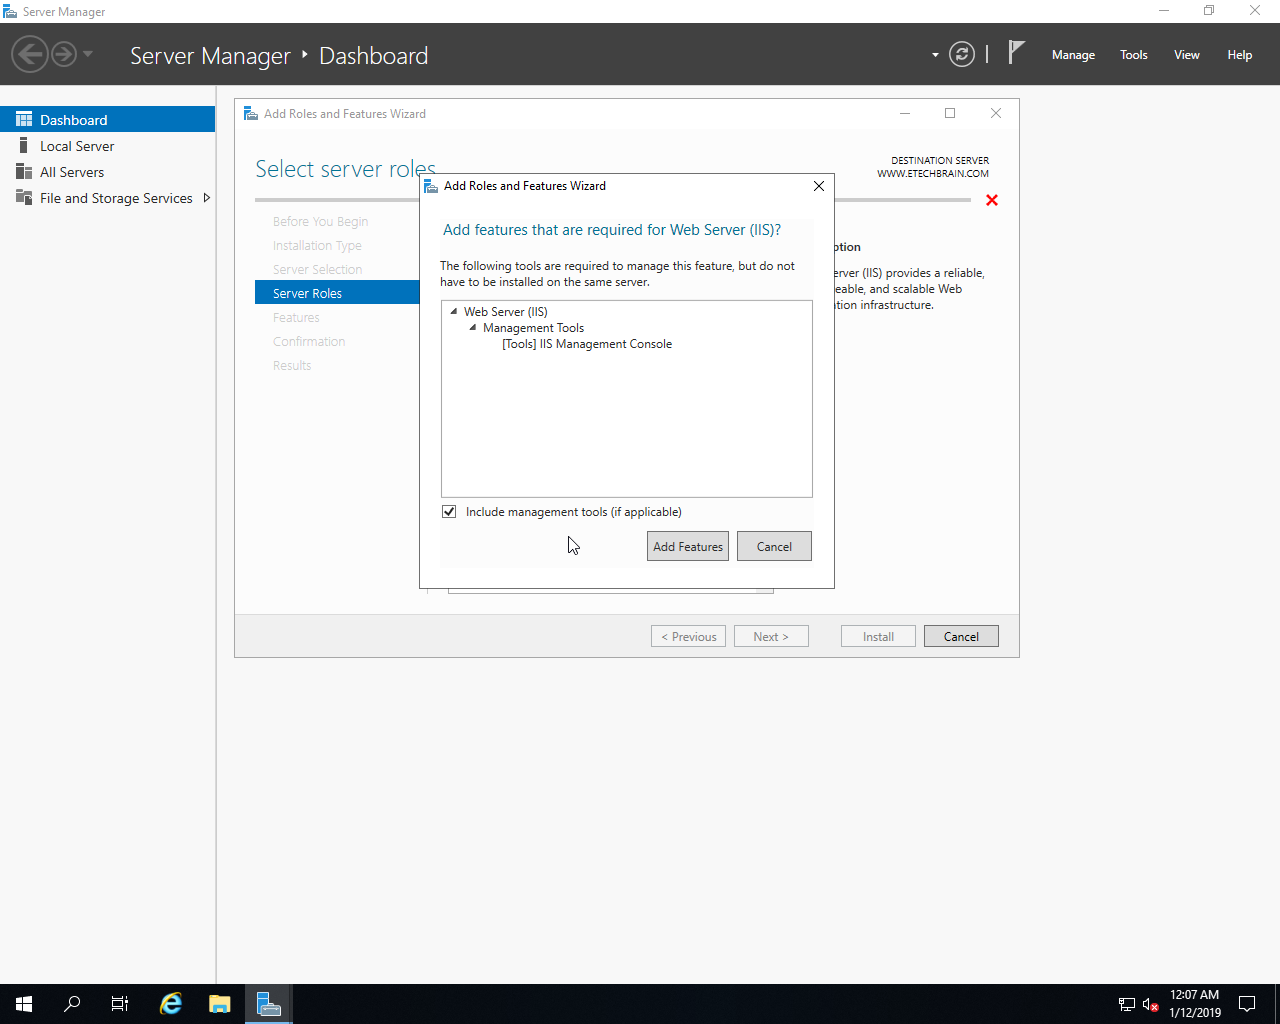 Server Manager
Server Manager ‣ Dashboard
Manage
Tools
View
Help
Dashboard
Local Server
All Servers
File and Storage Services
Add Roles and Features Wizard
Select server roles
DESTINATION SERVER
WWW.ETECHBRAIN.COM
Before You Begin
Installation Type
Server Selection
Server Roles
Features
Confirmation
Results
Add Roles and Features Wizard
Add features that are required for Web Server (IIS)?
The following tools are required to manage this feature, but do not
have to be installed on the same server.
Web Server (IIS)
Management Tools
[Tools] IIS Management Console
Include management tools (if applicable)
Add Features
Cancel
(IIS) provides a reliable,
and scalable Web
infrastructure.
< Previous
Next >
Install
Cancel
12:07 AM
1/12/2019